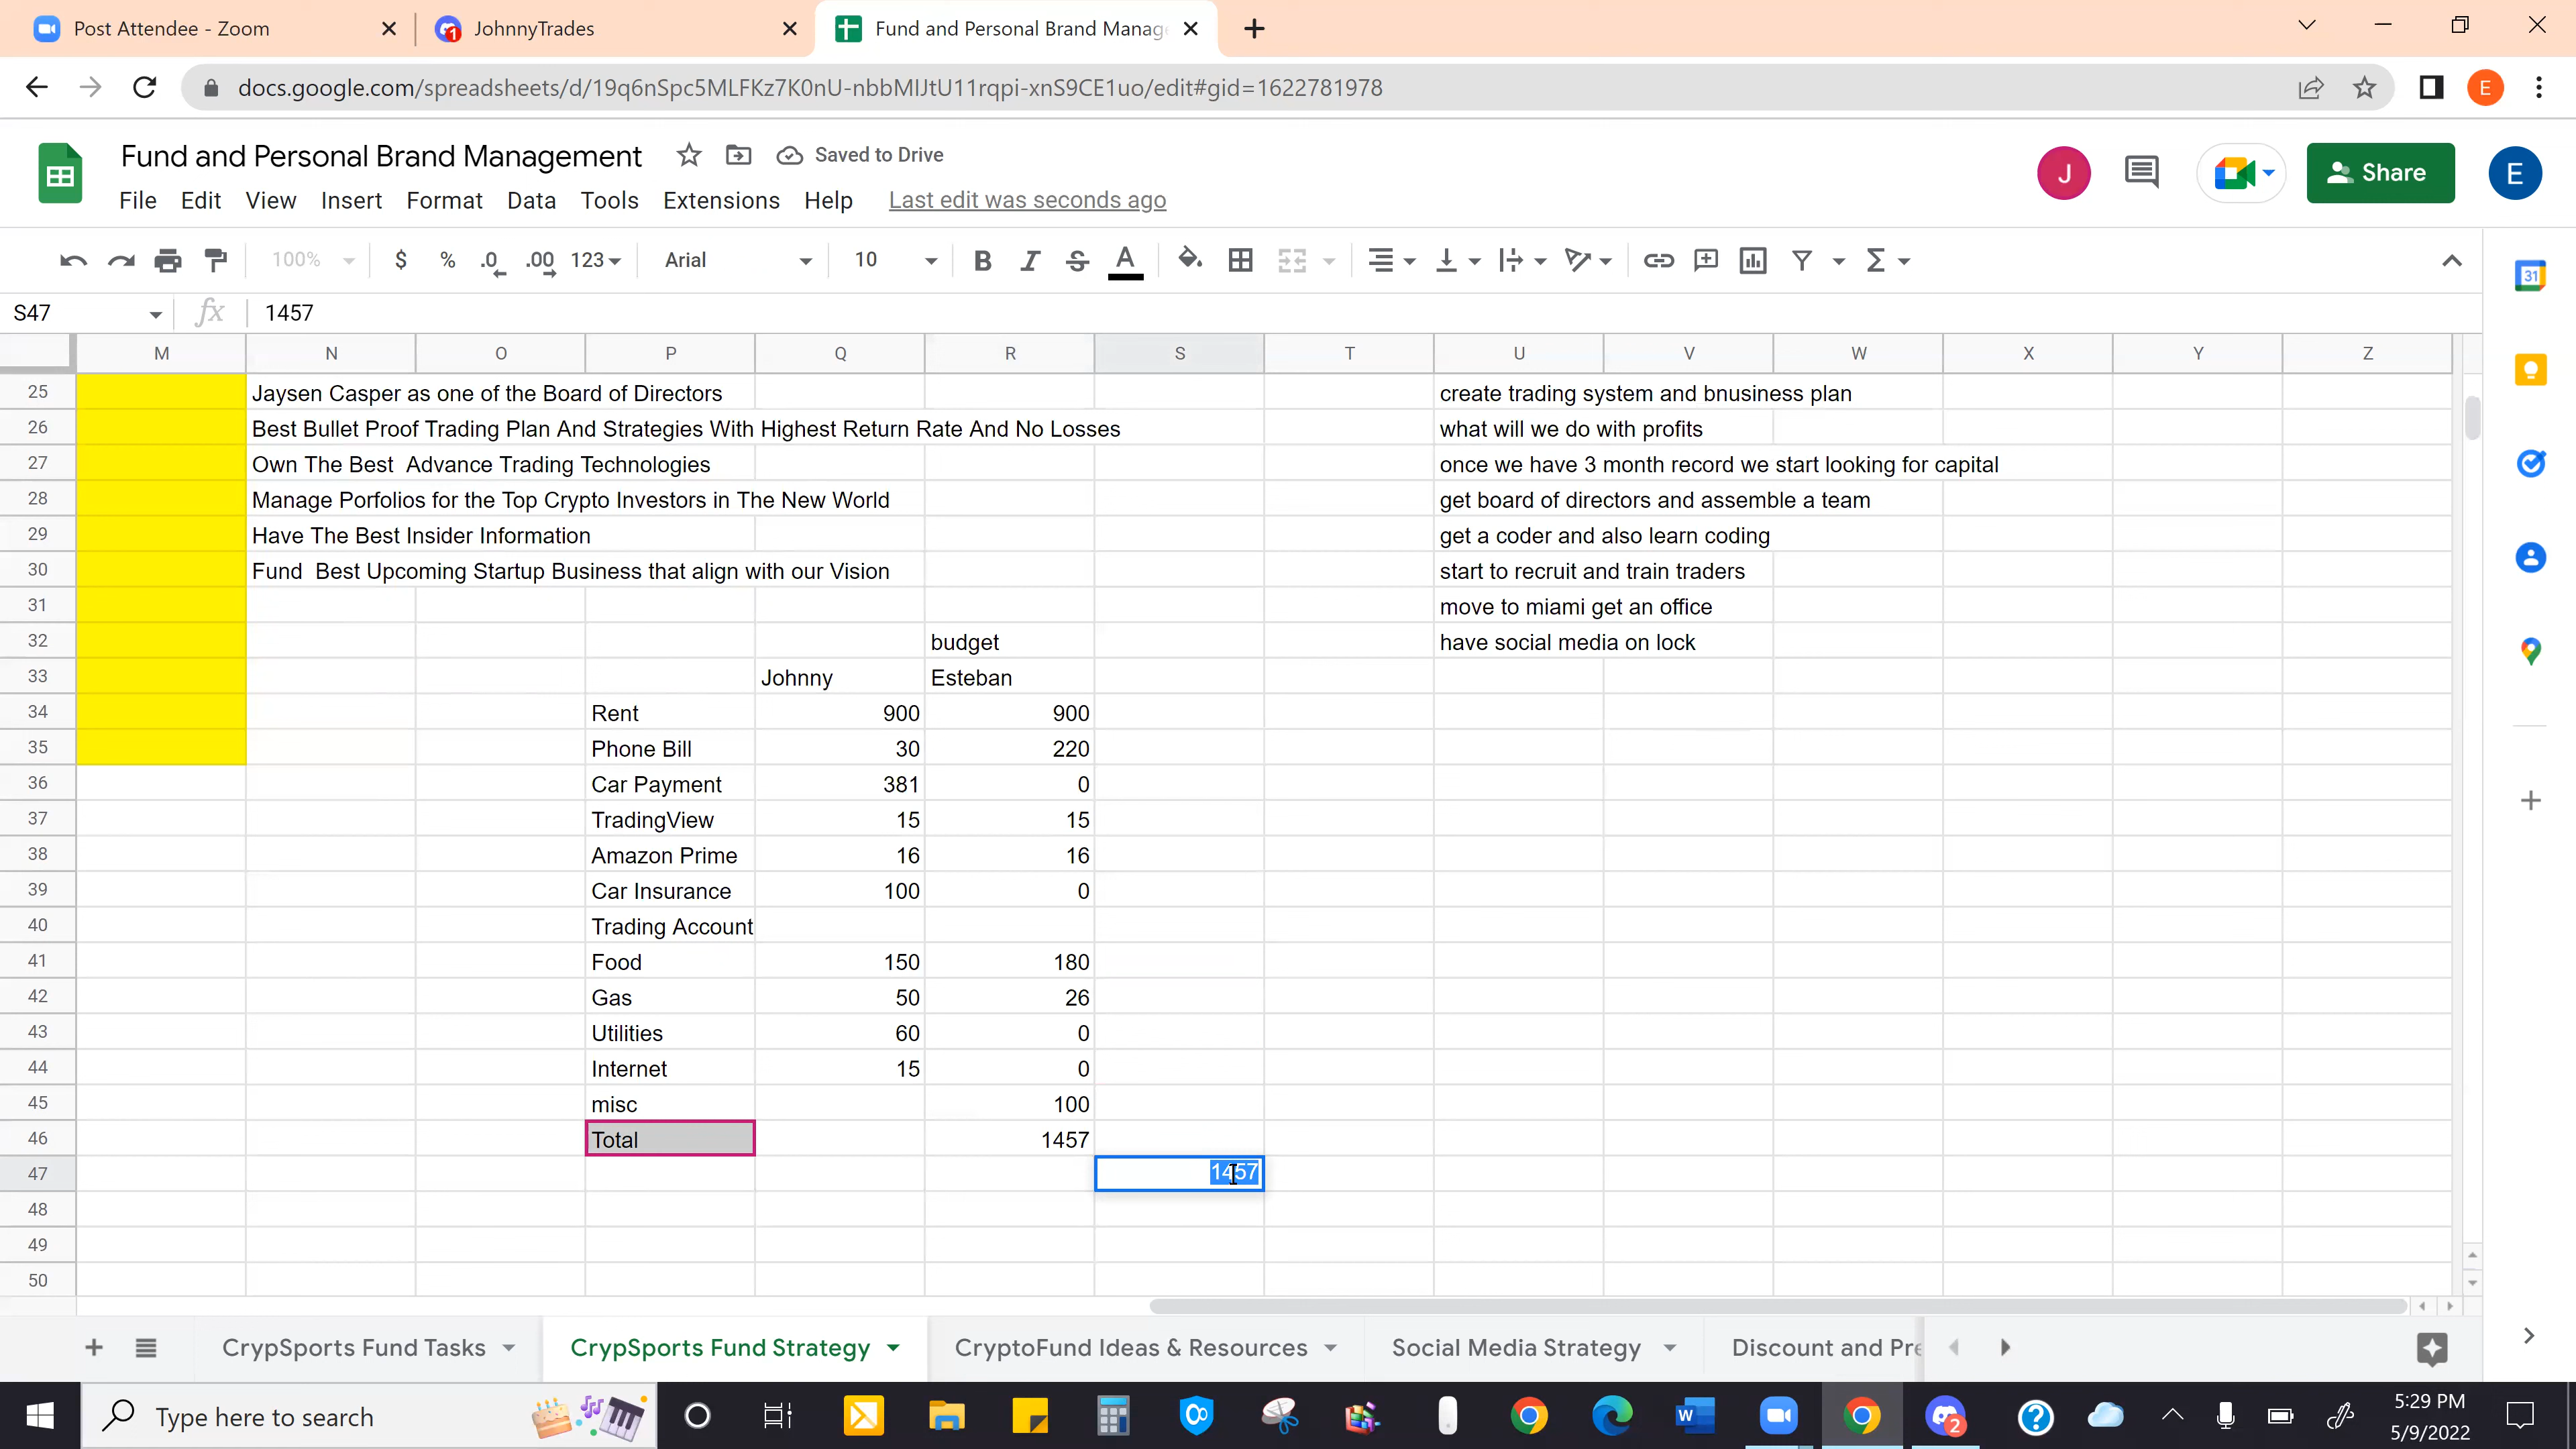 Post Attendee - Zoom
JohnnyTrades
Fund and Personal Brand Manag
docs.google.com/spreadsheets/d/19q6nSpc5MLFKz7K0nU-nbbMIJtU11rqpi-xnS9CE1uo/edit#gid=1622781978
E
Fund and Personal Brand Management
Saved to Drive
J
Share
E
File Edit View Insert Format Data Tools Extensions Help Last edit was seconds ago
100% $ % .0 .00 123 Arial 10 B I S A
31
S47 fx 1457
M N O P Q R S T U V W X Y Z
25 Jaysen Casper as one of the Board of Directors create trading system and bnusiness plan
26 Best Bullet Proof Trading Plan And Strategies With Highest Return Rate And No Losses what will we do with profits
27 Own The Best Advance Trading Technologies once we have 3 month record we start looking for capital
28 Manage Porfolios for the Top Crypto Investors in The New World get board of directors and assemble a team
29 Have The Best Insider Information get a coder and also learn coding
30 Fund Best Upcoming Startup Business that align with our Vision start to recruit and train traders
31 move to miami get an office
32 budget have social media on lock
33 Johnny Esteban
34 Rent 900 900
35 Phone Bill 30 220
36 Car Payment 381 0
37 TradingView 15 15
38 Amazon Prime 16 16
39 Car Insurance 100 0
40 Trading Account
41 Food 150 180
42 Gas 50 26
43 Utilities 60 0
44 Internet 15 0
45 misc 100
46 Total 1457
47 1457
48
49
50
CrypSports Fund Tasks CrypSports Fund Strategy CryptoFund Ideas & Resources Social Media Strategy Discount and Pre
Type here to search
2
5:29 PM
5/9/2022